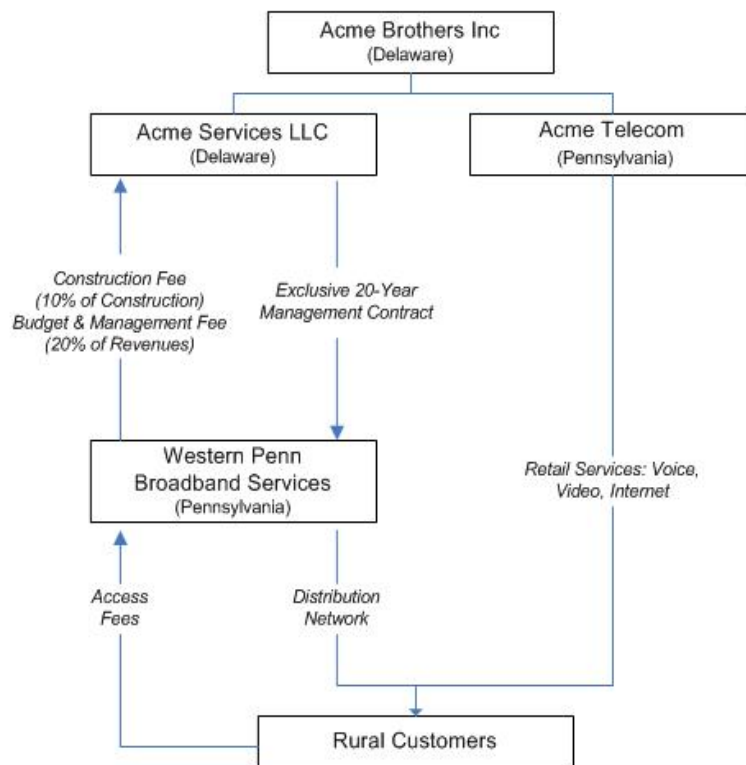 Acme Brothers Inc
(Delaware)
Acme Services LLC
(Delaware)
Acme Telecom
(Pennsylvania)
Construction Fee
(10% of Construction)
Budget & Management Fee
(20% of Revenues)
Exclusive 20-Year
Management Contract
Western Penn
Broadband Services
(Pennsylvania)
Retail Services: Voice,
Video, Internet
Access
Fees
Distribution
Network
Rural Customers